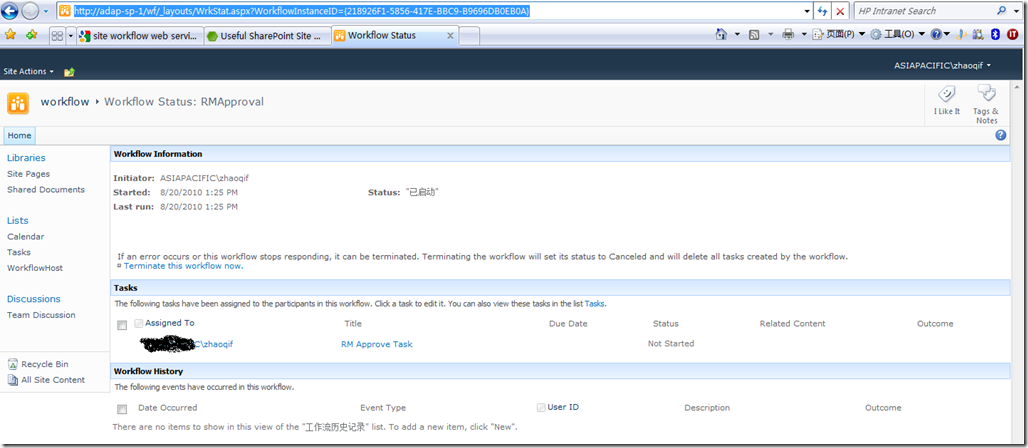 http://adap-sp-1/wf/_layouts/WrkStat.aspx?WorkflowInstanceID={218926F1-5856-417E-BBC9-B9696DB0EB0A}
HP Intranet Search
site workflow web servi...
Useful SharePoint Site ...
Workflow Status
页面(P)
工具(O)
Site Actions
ASIAPACIFIC\zhaoqif
workflow
Workflow Status: RMApproval
I Like It
Tags & Notes
Home
Libraries
Site Pages
Shared Documents
Lists
Calendar
Tasks
WorkflowHost
Discussions
Team Discussion
Recycle Bin
All Site Content
Workflow Information
Initiator: ASIAPACIFIC\zhaoqif
Started: 8/20/2010 1:25 PM Status: "已启动"
Last run: 8/20/2010 1:25 PM
If an error occurs or this workflow stops responding, it can be terminated. Terminating the workflow will set its status to Canceled and will delete all tasks created by the workflow.
Terminate this workflow now.
Tasks
The following tasks have been assigned to the participants in this workflow. Click a task to edit it. You can also view these tasks in the list Tasks.
Assigned To Title Due Date Status Related Content Outcome
C\zhaoqif RM Approve Task Not Started
Workflow History
The following events have occurred in this workflow.
Date Occurred Event Type User ID Description Outcome
There are no items to show in this view of the "工作流历史记录" list. To add a new item, click "New".